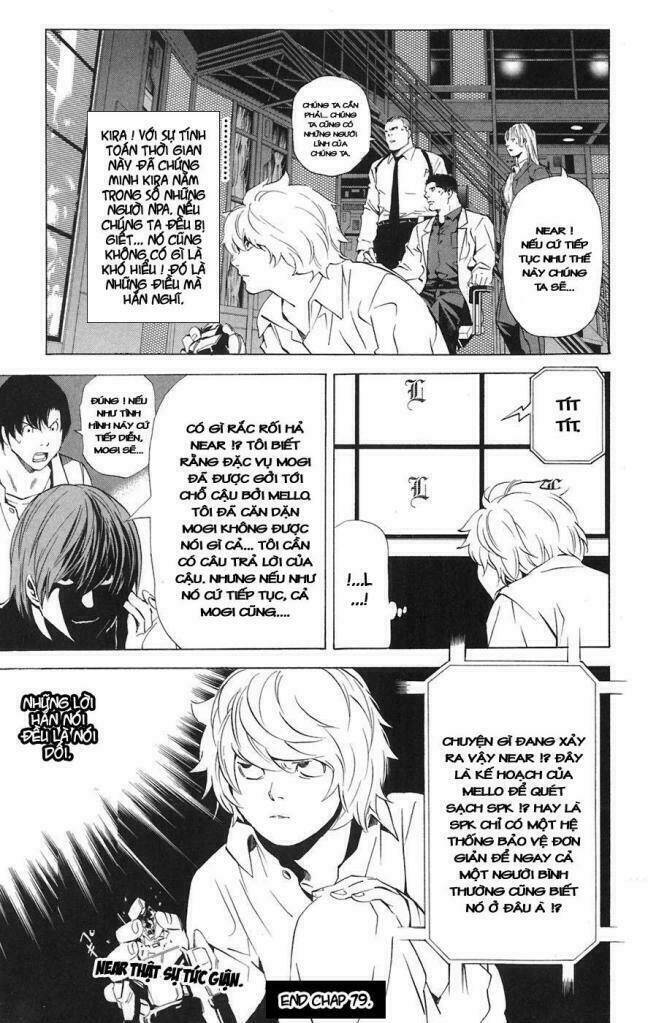 CHÚNG TA CẦN
PHẢI... CHÚNG
TA CŨNG CÓ
NHỮNG NGƯỜI
LÍNH CỦA
CHÚNG TA.
NEAR !
NẾU CỨ TIẾP
TỤC NHƯ THẾ
NÀY CHÚNG
TA SẼ...
KIRA ! VỚI SỰ TÍNH
TOÁN THỜI GIAN
NÀY ĐÃ CHỨNG
MINH KIRA NẰM
TRONG SỐ NHỮNG
NGƯỜI NPA. NẾU
CHÚNG TA ĐỀU BỊ
GIẾT... NÓ CŨNG
KHÔNG CÓ GÌ LÀ
KHÓ HIỂU ! ĐÓ LÀ
NHỮNG ĐIỀU MÀ
HẮN NGHĨ.
TÍT
TÍT.
L
L
!...L
...!
CÓ GÌ RẮC RỐI HẢ
NEAR !? TÔI BIẾT
RẰNG ĐẶC VỤ MOGI
ĐÃ ĐƯỢC GỞI TỚI
CHỖ CẬU BỞI MELLO.
TÔI ĐÃ CĂN DẶN
MOGI KHÔNG ĐƯỢC
NÓI GÌ CẢ... TÔI CẦN
CÓ CÂU TRẢ LỜI CỦA
CẬU. NHƯNG NẾU NHƯ
NÓ CỨ TIẾP TỤC, CẢ
MOGI CŨNG....
ĐÚNG ! NẾU
NHƯ TÌNH
HÌNH NÀY CỨ
TIẾP DIỄN,
MOGI SẼ...
CHUYỆN GÌ ĐANG XẢY
RA VẬY NEAR !? ĐÂY
LÀ KẾ HOẠCH CỦA
MELLO ĐỂ QUÉT
SẠCH SPK !? HAY LÀ
SPK CHỈ CÓ MỘT HỆ
THỐNG BẢO VỆ ĐƠN
GIẢN ĐỂ NGAY CẢ
MỘT NGƯỜI BÌNH
THƯỜNG CŨNG BIẾT
NÓ Ở ĐÂU À !?
NHỮNG LỜI
HẮN NÓI
ĐỀU LÀ NÓI
DỐI.
NEAR THẬT SỰ TỨC GIẬN.
END CHAP 79.